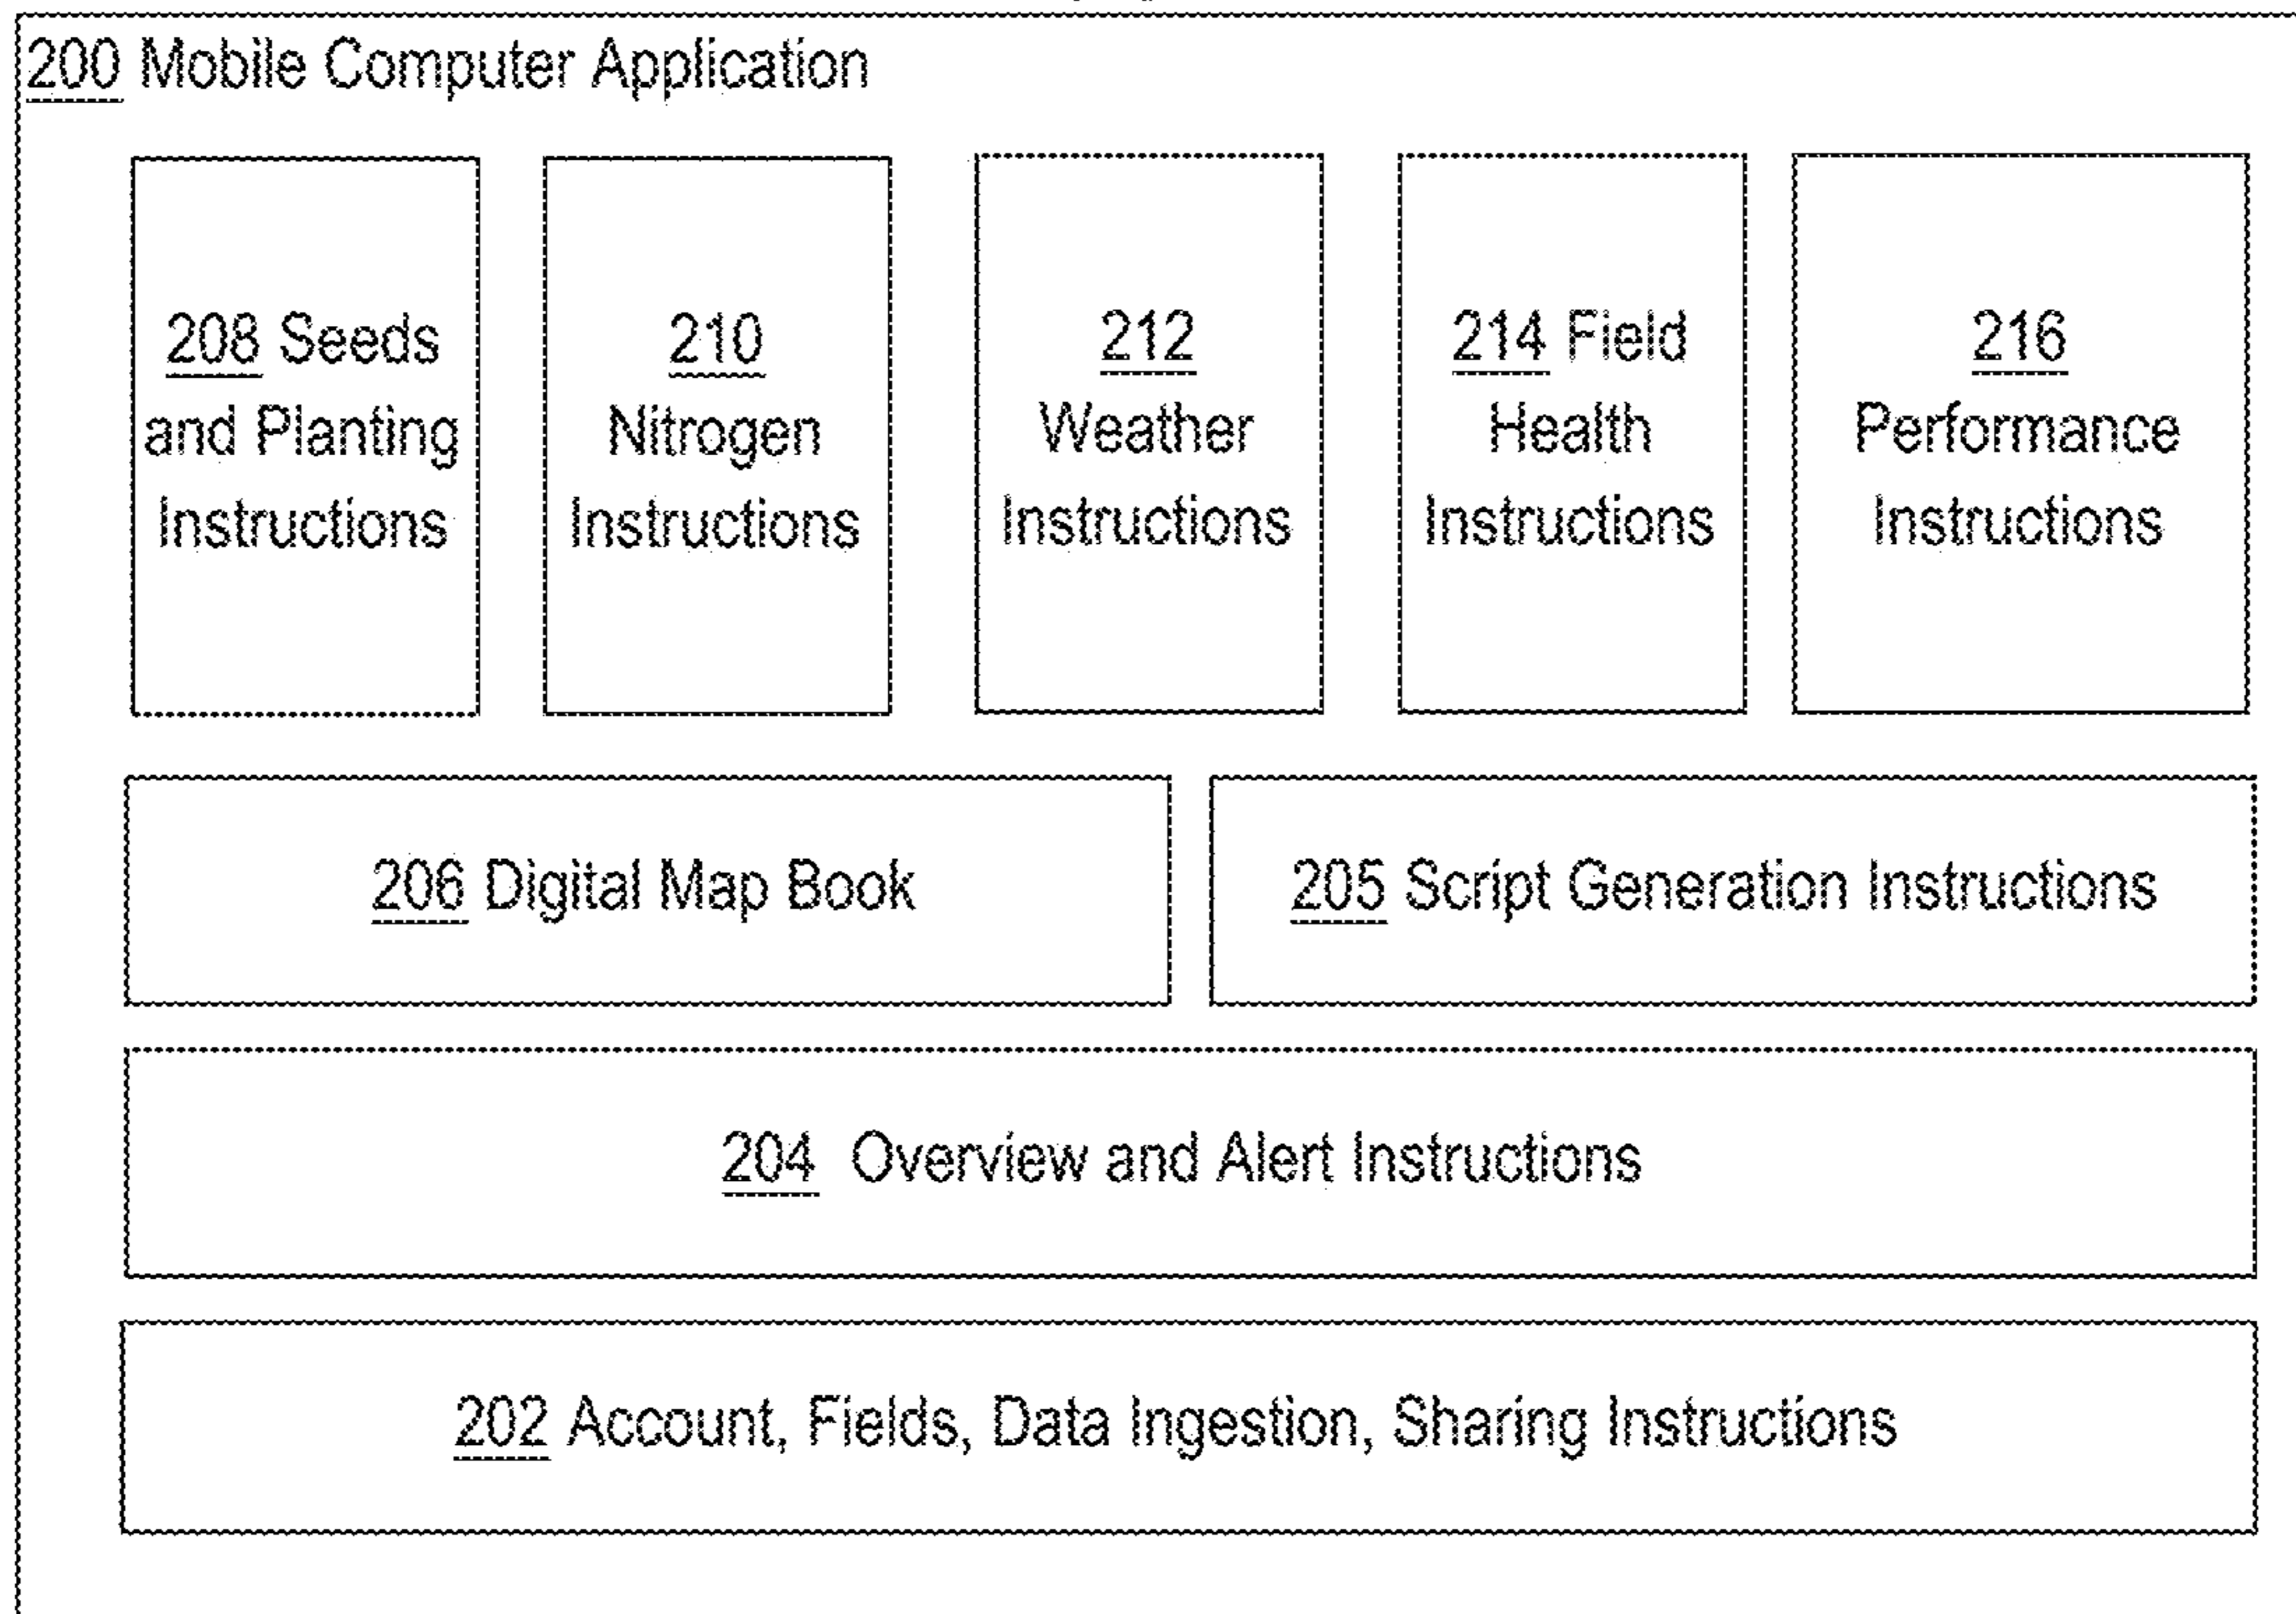 200 Mobile Computer Application
208 Seeds
and Planting
Instructions
210
Nitrogen
Instructions
212
Weather
Instructions
214 Field
Health
Instructions
216
Performance
Instructions
206 Digital Map Book
205 Script Generation Instructions
204 Overview and Alert Instructions
202 Account, Fields, Data Ingestion, Sharing Instructions